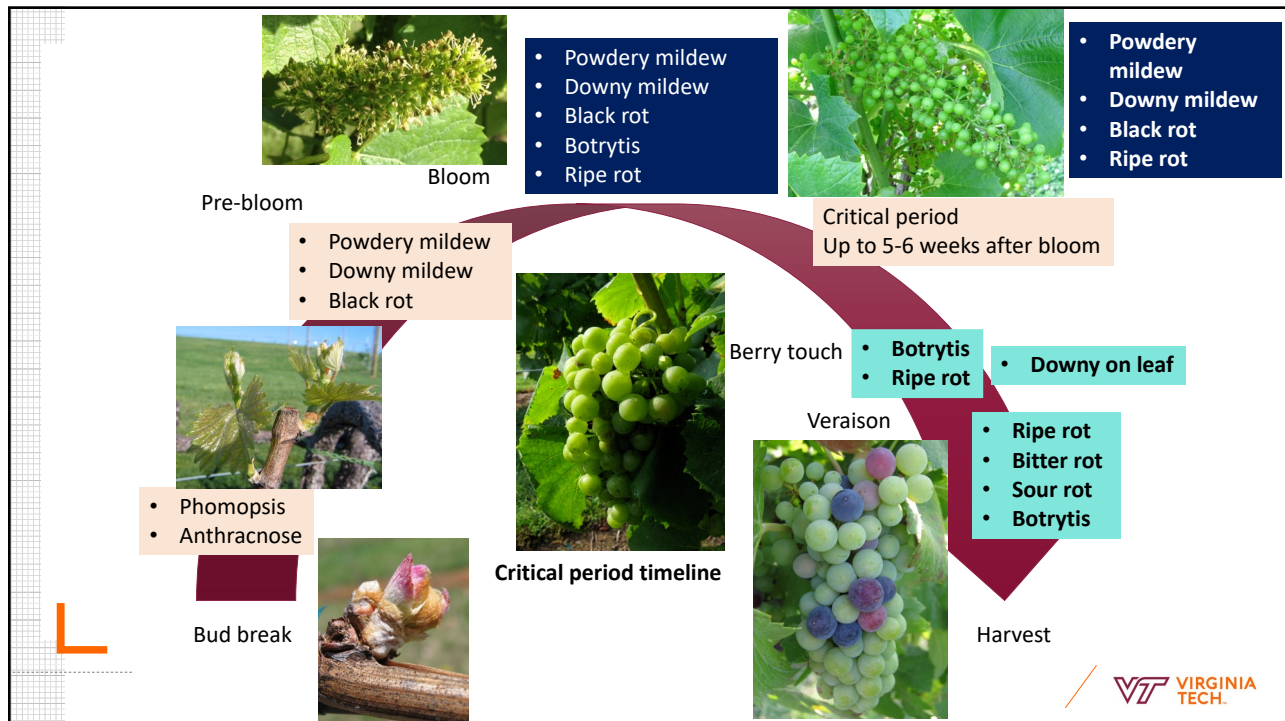 Bud break
• Phomopsis
• Anthracnose
Pre-bloom
• Powdery mildew
• Downy mildew
• Black rot
Bloom
• Powdery mildew
• Downy mildew
• Black rot
• Botrytis
• Ripe rot
Critical period
Up to 5-6 weeks after bloom
• Powdery
mildew
• Downy mildew
• Black rot
• Ripe rot
Berry touch
• Botrytis
• Ripe rot
• Downy on leaf
Veraison
• Ripe rot
• Bitter rot
• Sour rot
• Botrytis
Critical period timeline
Harvest
VT VIRGINIA
TECH™